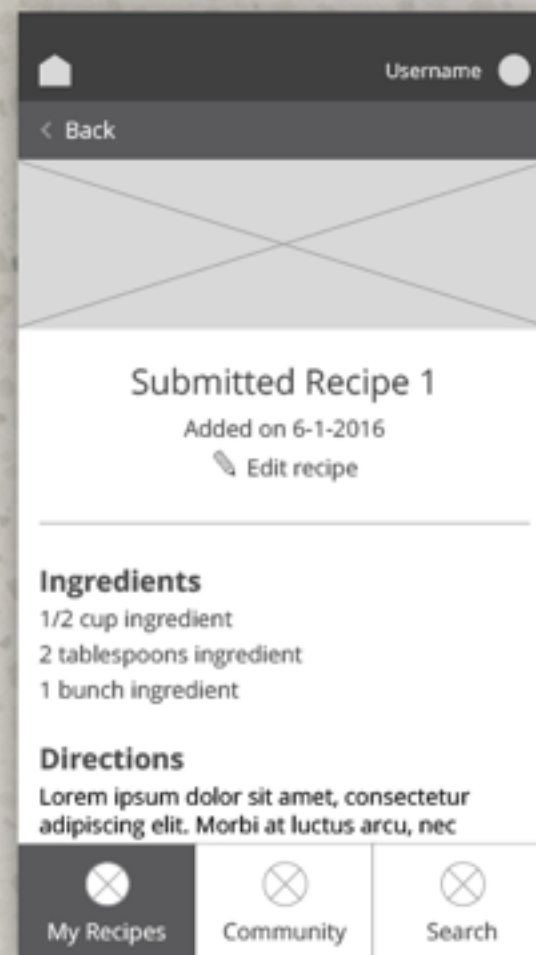 Username
Back
Submitted Recipe 1
Added on 6-1-2016
Edit recipe
Ingredients
1/2 cup ingredient
2 tablespoons ingredient
1 bunch ingredient
Directions
Lorem ipsum dolor sit amet, consectetur
adipiscing elit. Morbi at luctus arcu, nec
My Recipes
Community
Search